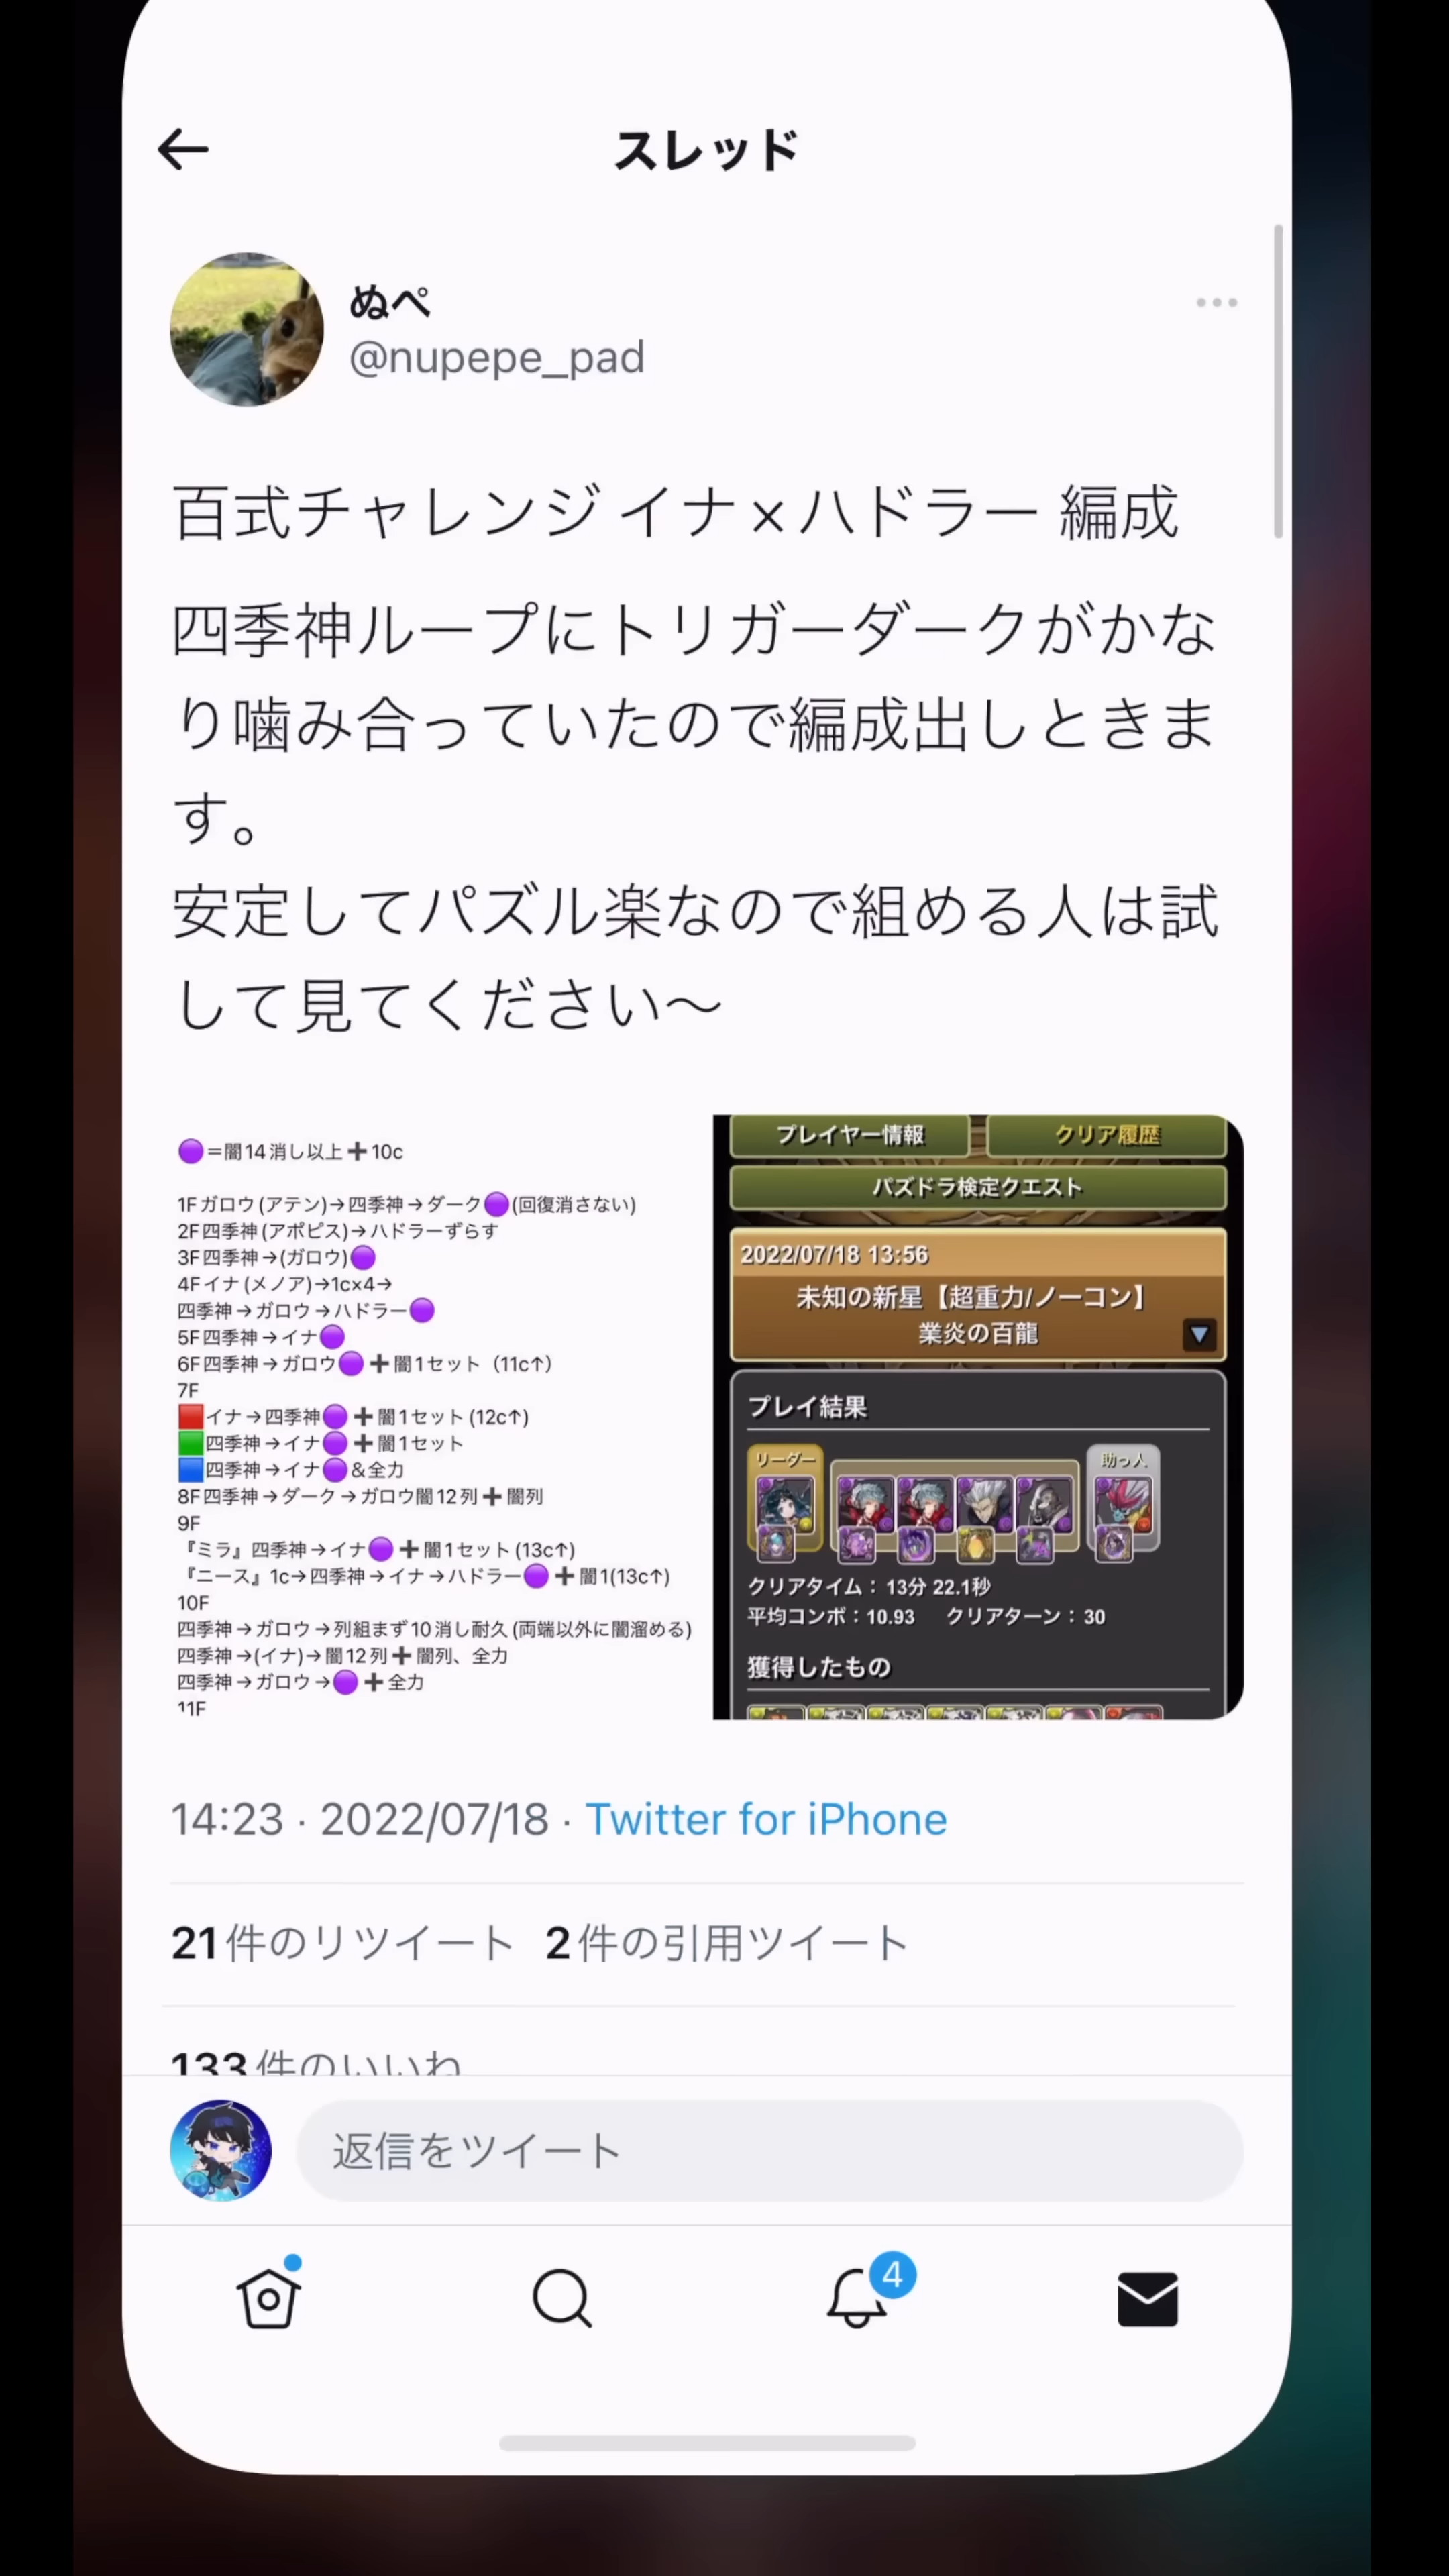 スレッド
ぬぺ
@nupepe_pad
百式チャレンジ イナ×ハドラー 編成
四季神ループにトリガーダークがかな
り噛み合っていたので編成出しときま
す。
安定してパズル楽なので組める人は試
して見てください〜
🟣＝闇14消し以上➕10c
1Fガロウ(アテン)→四季神→ダーク🟣(回復消さない)
2F四季神(アポピス)→ハドラーずらす
3F四季神→(ガロウ)🟣
4Fイナ(メノア)→1c×4→
四季神→ガロウ→ハドラー🟣
5F四季神→イナ🟣
6F四季神→ガロウ🟣➕闇1セット（11c↑）
7F
🟥イナ→四季神🟣➕闇1セット(12c↑)
🟩四季神→イナ🟣➕闇1セット
🟦四季神→イナ🟣&全力
8F四季神→ダーク→ガロウ闇12列➕闇列
9F
『ミラ』四季神→イナ🟣➕闇1セット(13c↑)
『ニース』1c→四季神→イナ→ハドラー🟣➕闇1(13c↑)
10F
四季神→ガロウ→列組まず10消し耐久(両端以外に闇溜める)
四季神→(イナ)→闇12列➕闇列、全力
四季神→ガロウ→🟣➕全力
11F
プレイヤー情報
クリア履歴
パズドラ検定クエスト
2022/07/18 13:56
未知の新星【超重力/ノーコン】
業炎の百龍
プレイ結果
リーダー
助っ人
クリアタイム：13分 22.1秒
平均コンボ：10.93 クリアターン：30
獲得したもの
14:23 · 2022/07/18 · Twitter for iPhone
21件のリツイート 2件の引用ツイート
133件のいいね
返信をツイート
4